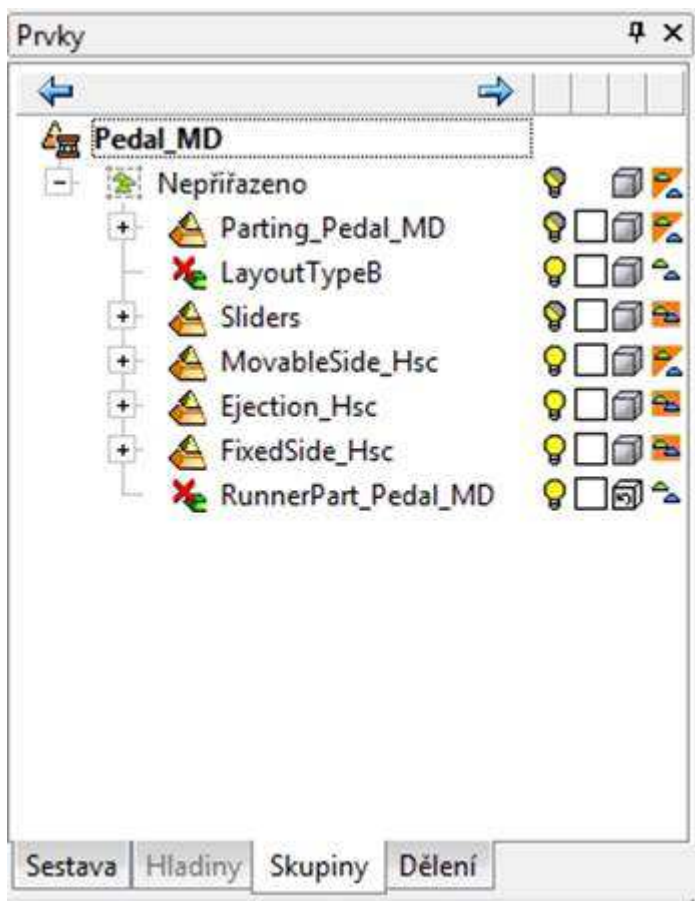 Prvky
Pedal_MD
Nepřiřazeno
Parting_Pedal_MD
LayoutTypeB
Sliders
MovableSide_Hsc
Ejection_Hsc
FixedSide_Hsc
RunnerPart_Pedal_MD
Sestava Hladiny Skupiny Dělení